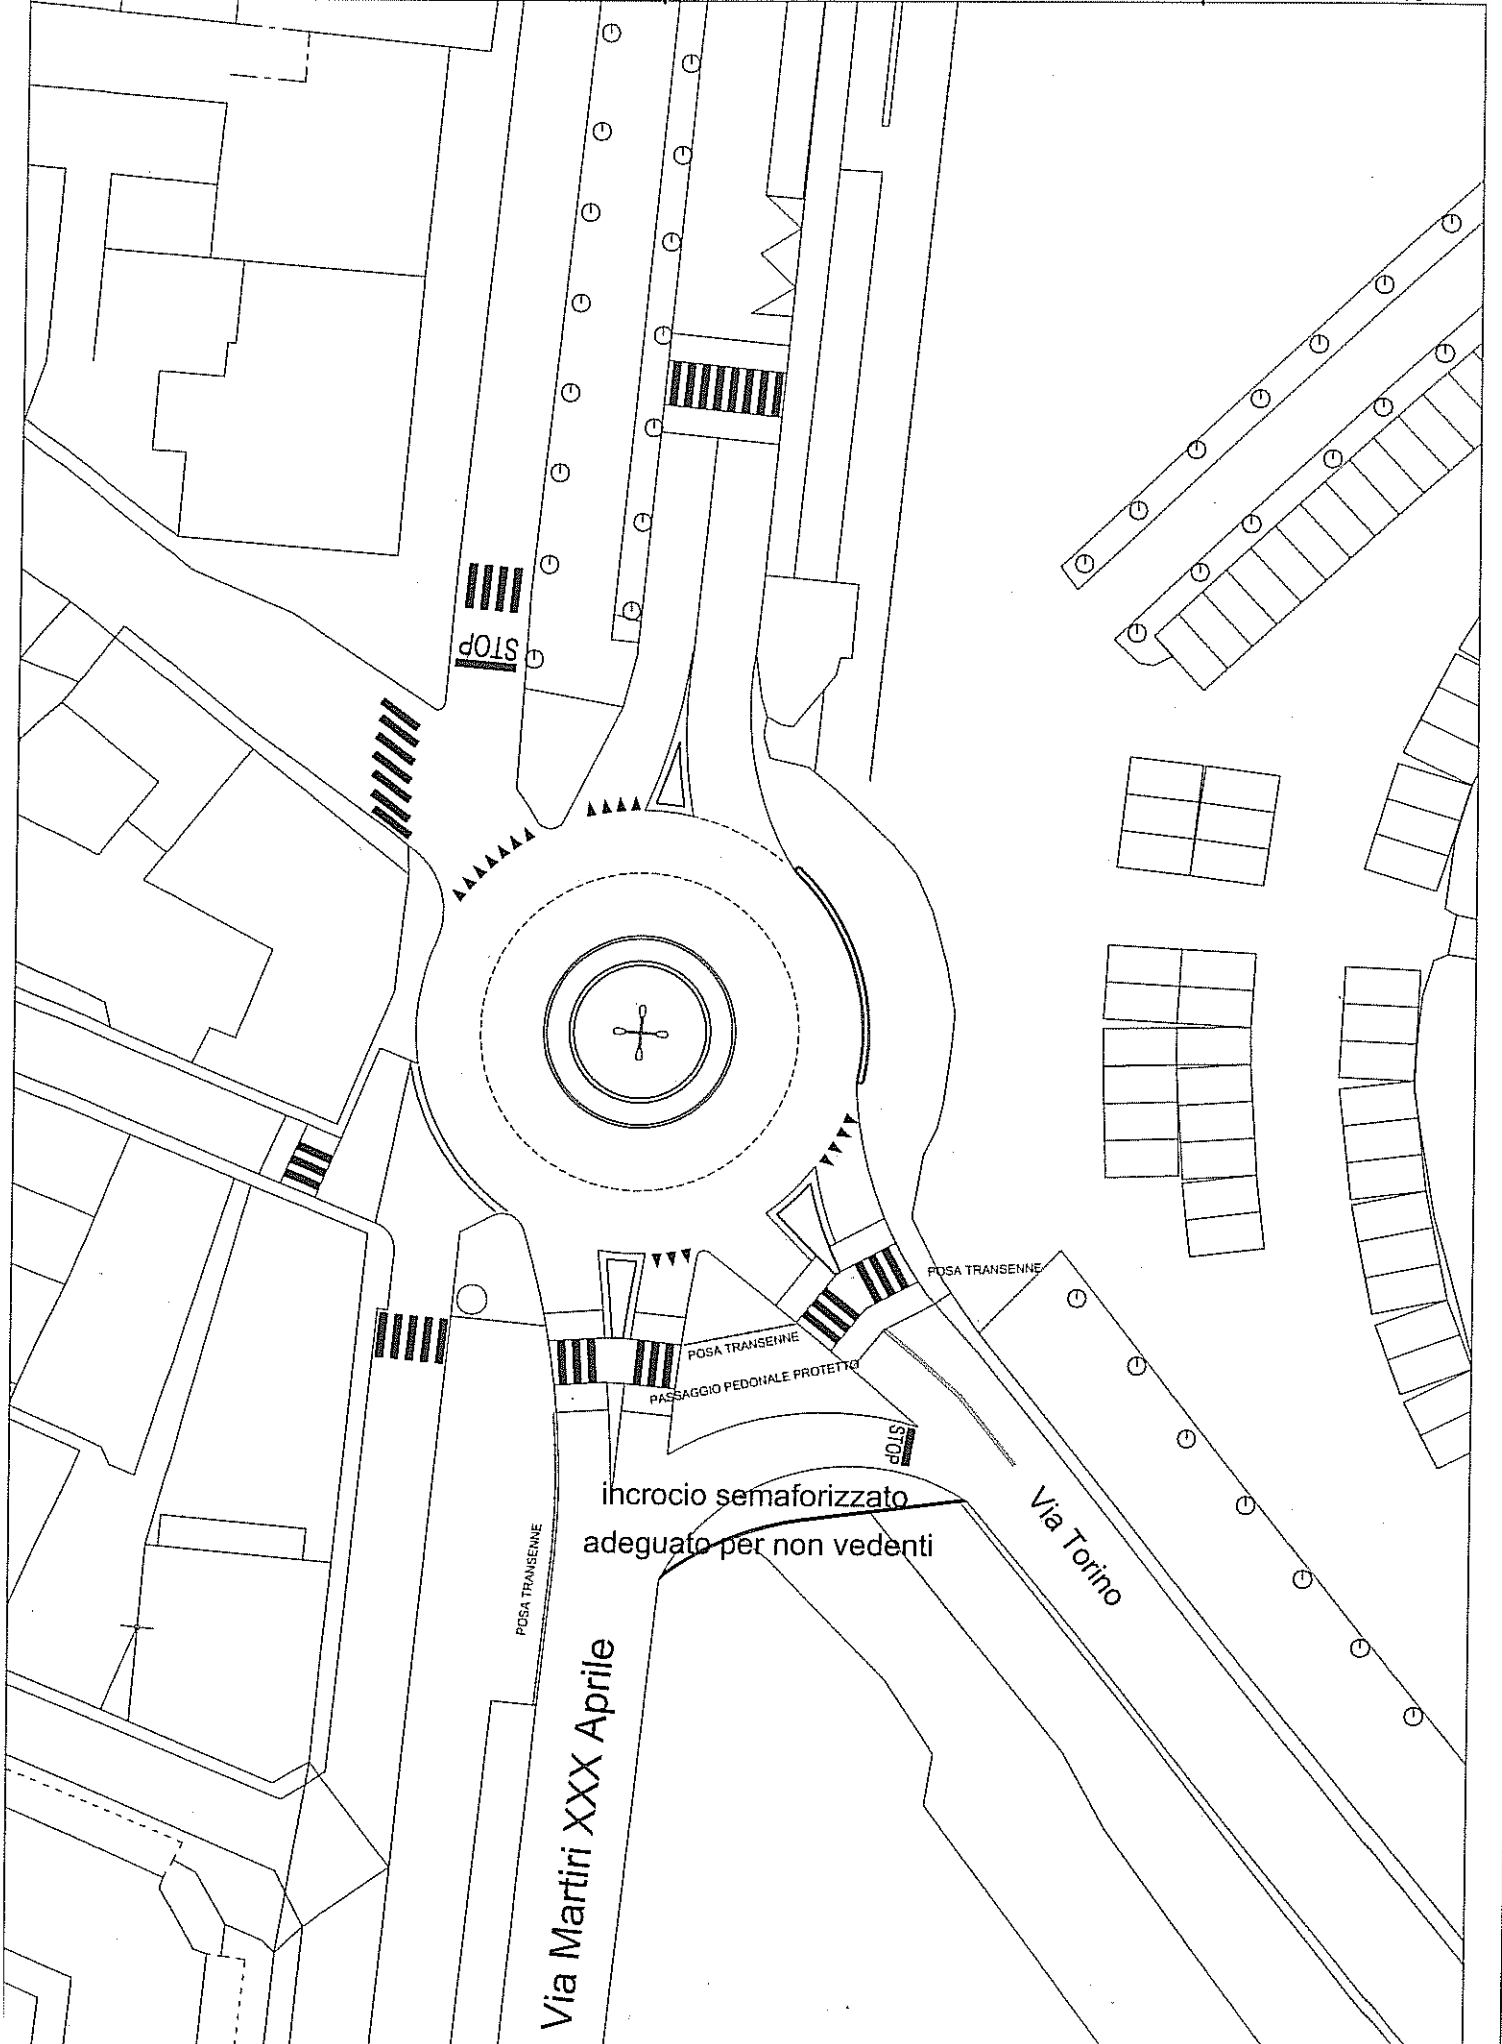 STOP
POSA TRANSENNE
POSA TRANSENNE
PASSAGGIO PEDONALE PROTETTO
STOP
incrocio semaforizzato
adeguato per non vedenti
POSA TRANSENNE
Via Torino
Via Martiri XXX Aprile